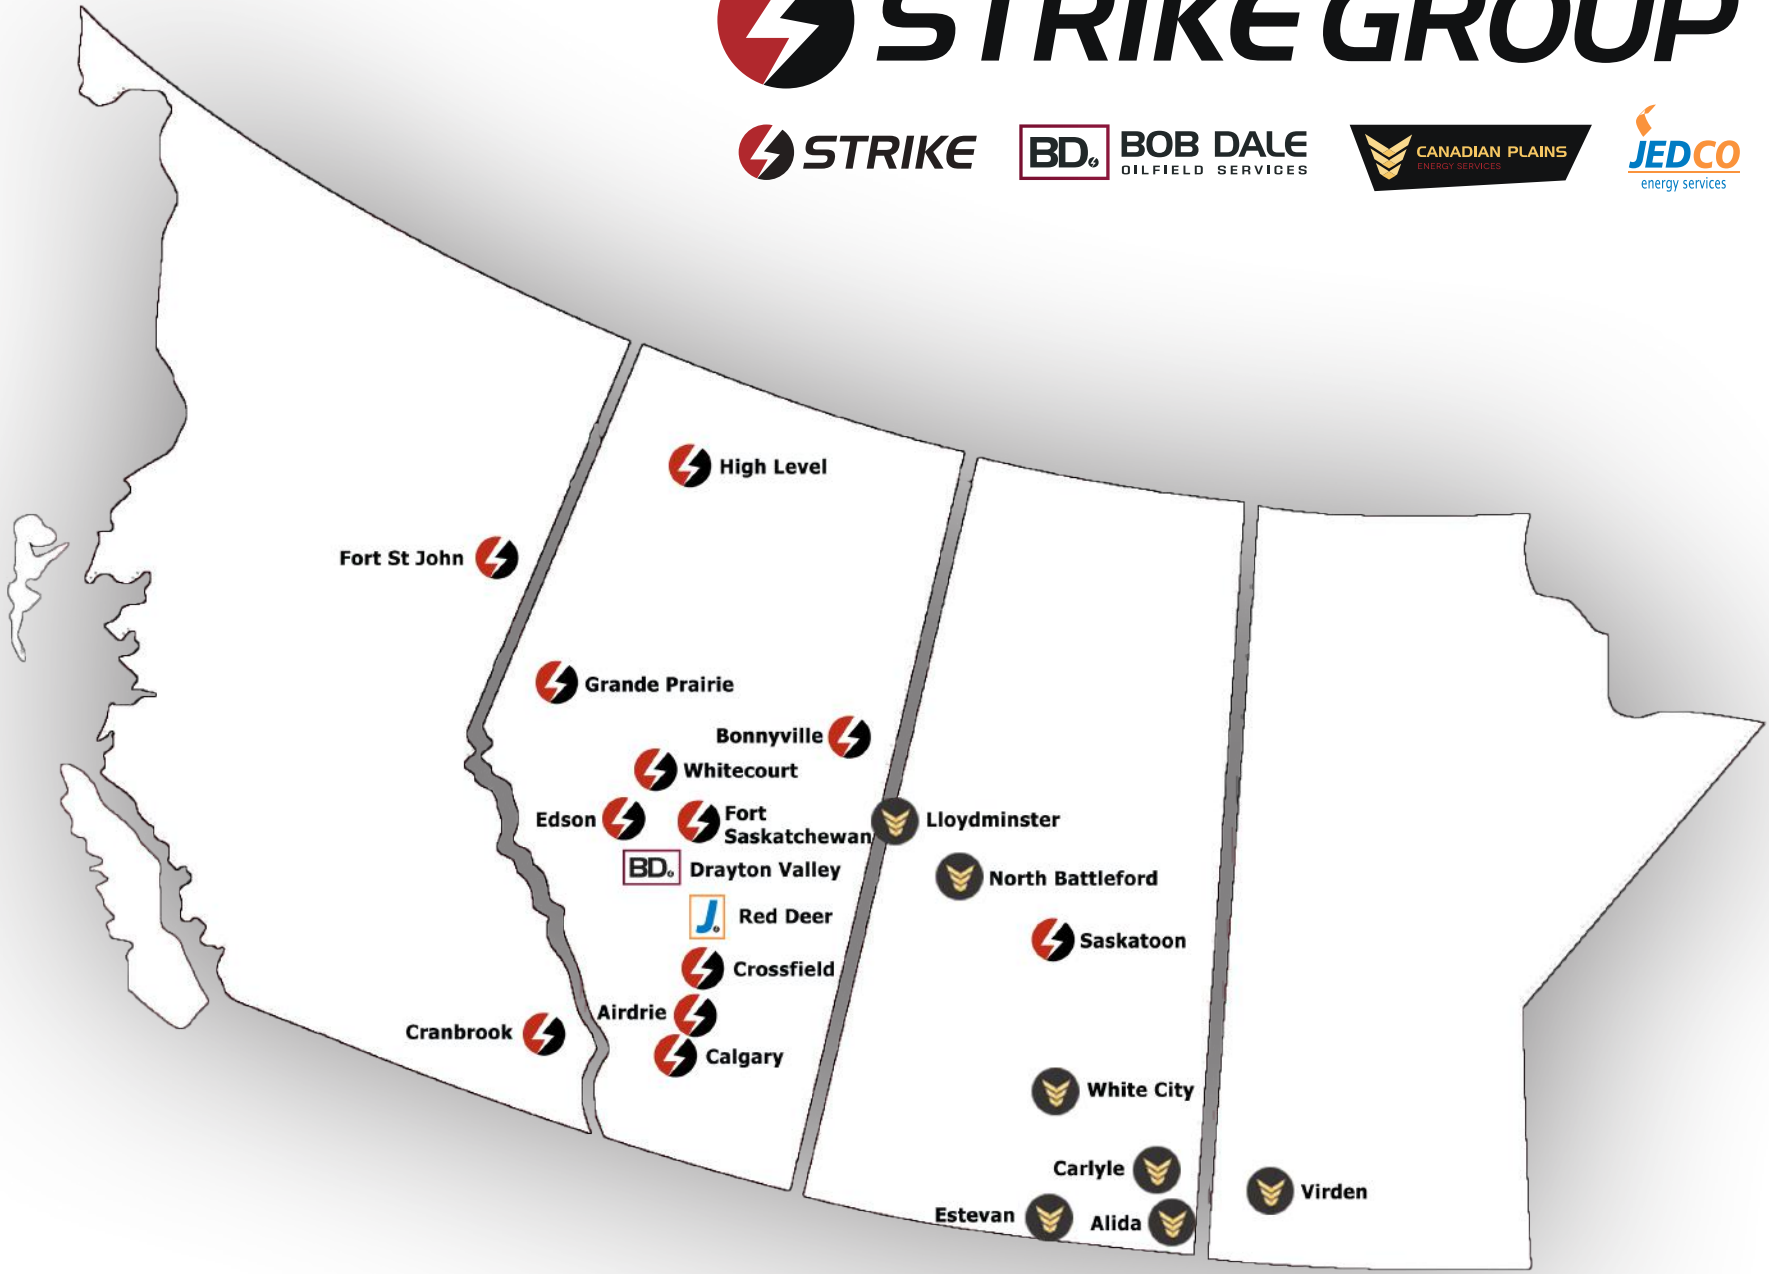 STRIKE GROUP
STRIKE
BD
BOB DALE
OILFIELD SERVICES
CANADIAN PLAINS
ENERGY SERVICES
JEDCO
energy services
High Level
Fort St John
Grande Prairie
Bonnyville
Whitecourt
Edson
Fort
Saskatchewan
Lloydminster
BD
Drayton Valley
North Battleford
J
Red Deer
Saskatoon
Crossfield
Airdrie
Cranbrook
Calgary
White City
Carlyle
Virden
Estevan
Alida